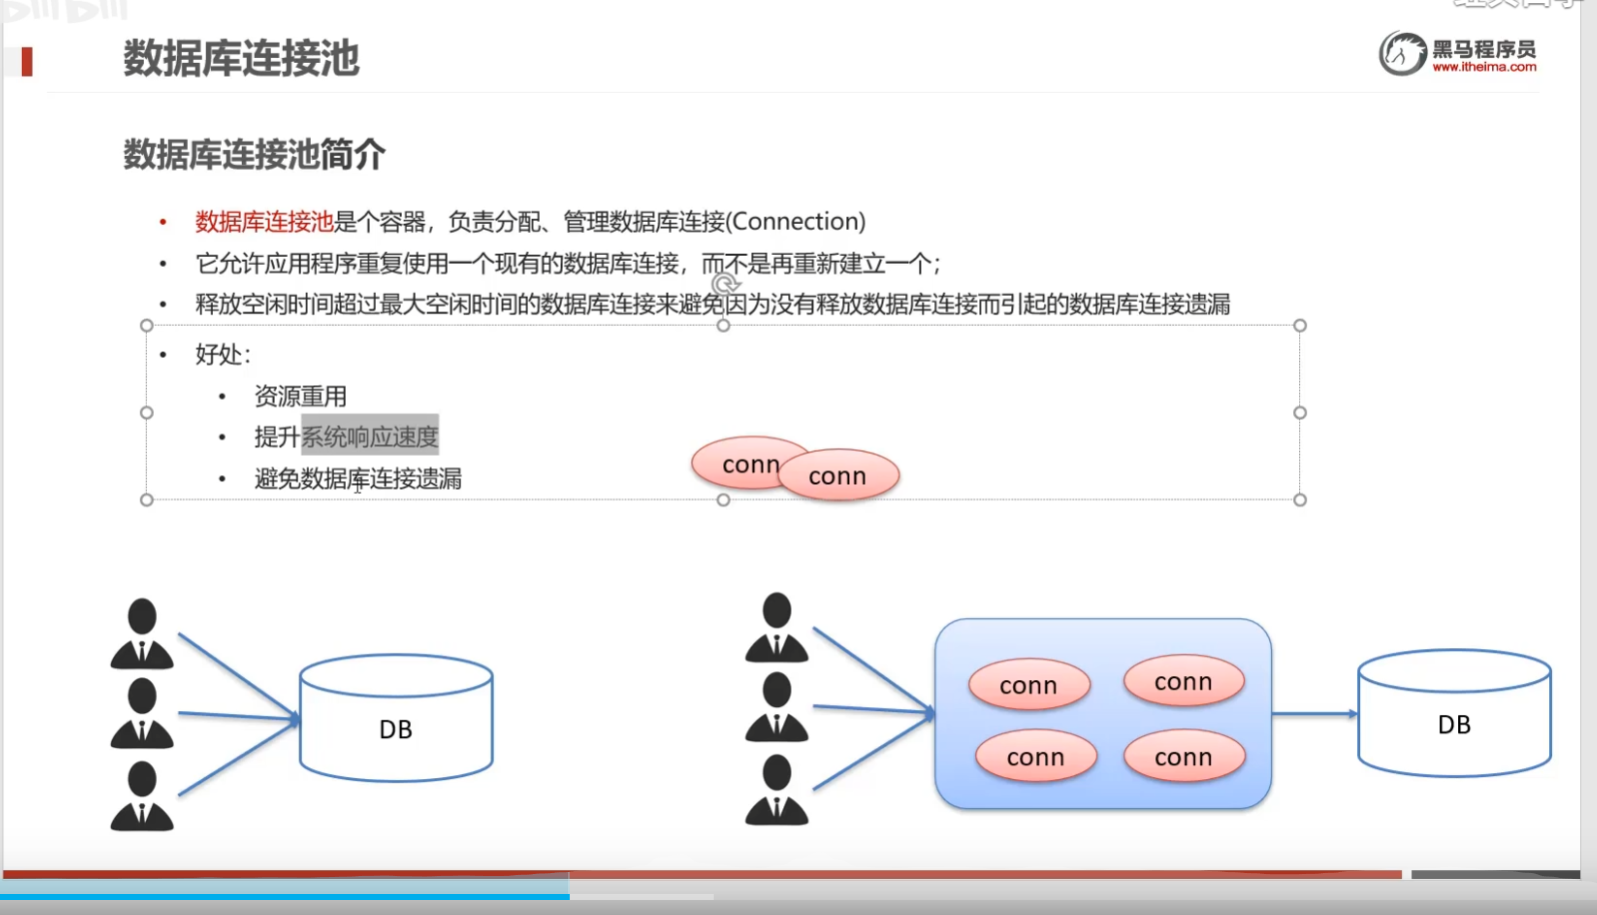 数据库连接池
黑马程序员
www.itheima.com
数据库连接池简介
• 数据库连接池是个容器，负责分配、管理数据库连接(Connection)
• 它允许应用程序重复使用一个现有的数据库连接，而不是再重新建立一个；
• 释放空闲时间超过最大空闲时间的数据库连接来避免因为没有释放数据库连接而引起的数据库连接遗漏
• 好处：
• 资源重用
• 提升系统响应速度
• 避免数据库连接遗漏
conn
conn
DB
conn
conn
conn
conn
DB